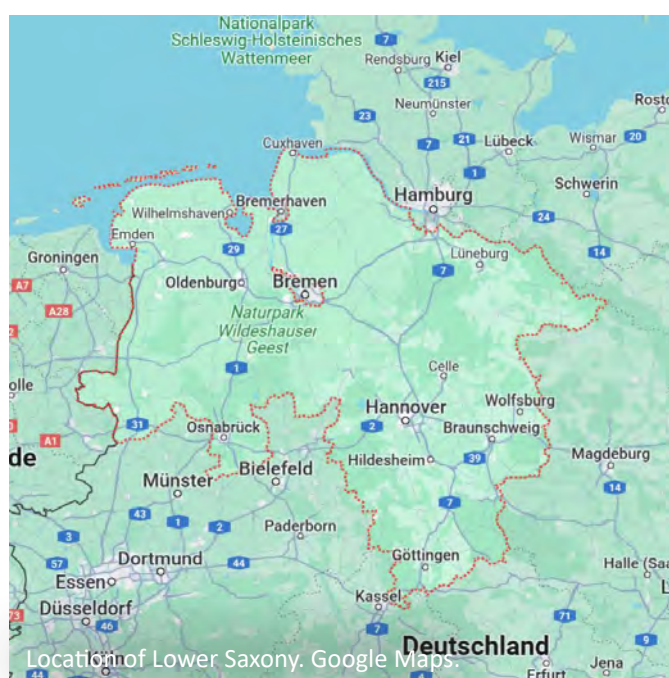 Nationalpark
Schleswig-Holsteinisches
Wattenmeer
7
Rendsburg
Kiel
215
Neumünster
23
Rosto
Cuxhaven
7
21
Lübeck
Wismar
20
1
Schwerin
Wilhelmshaven
Bremerhaven
Hamburg
Emden
27
24
Groningen
29
14
A7
Oldenburg
Bremen
7
Lüneburg
A28
Naturpark
Wildeshauser
Geest
1
Celle
olle
Hannover
Wolfsburg
31
Osnabrück
2
Braunschweig
A1
de
Bielefeld
Hildesheim
39
Magdeburg
Münster
14
43
1
2
Paderborn
7
3
Dortmund
44
Göttingen
57
Halle (Saa
Essen
Kassel
L
73
Düsseldorf
71
46
7
Deutschland
9
Location of Lower Saxony. Google Maps.
Köln
44
4
Erfurt
Jena